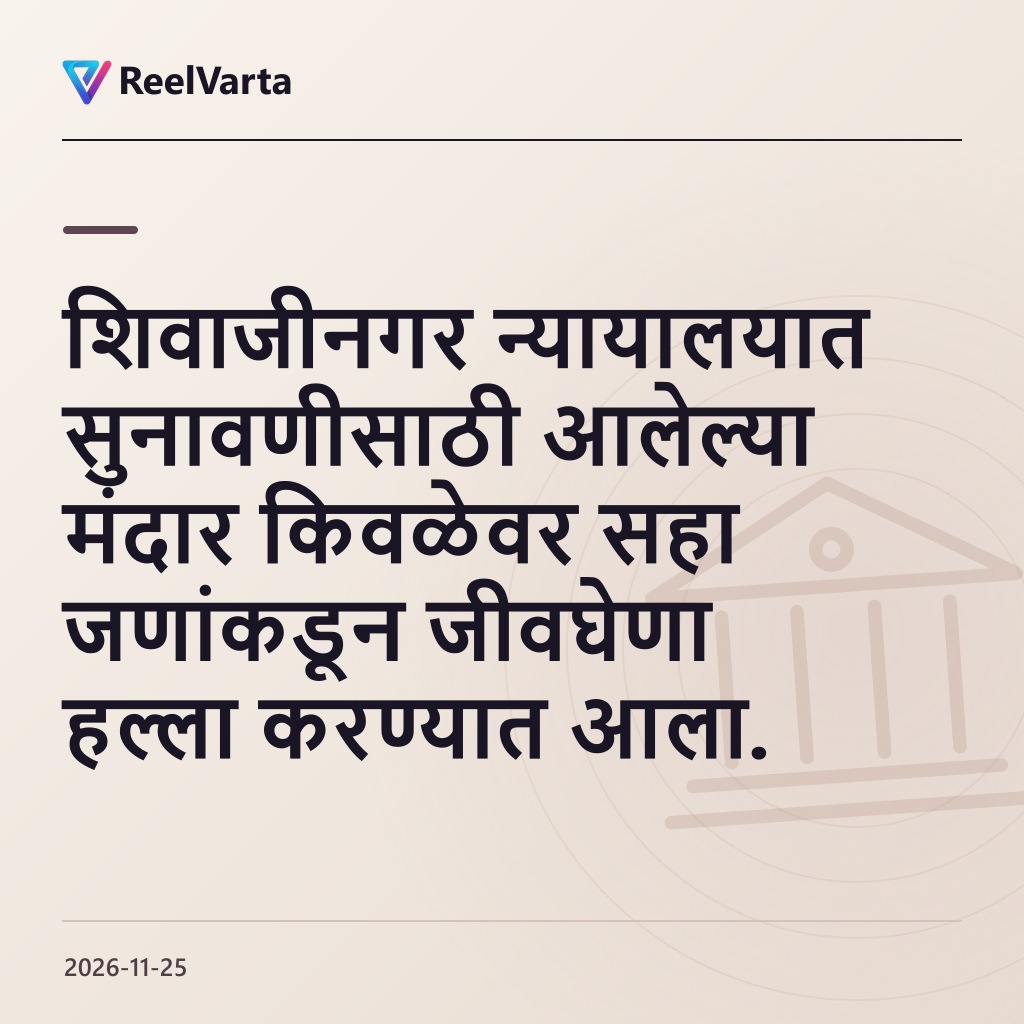 ReelVarta
शिवाजीनगर न्यायालयात
सुनावणीसाठी आलेल्या
मंदार किवळेवर सहा
जणांकडून जीवघेणा
हल्ला करण्यात आला.
2026-11-25